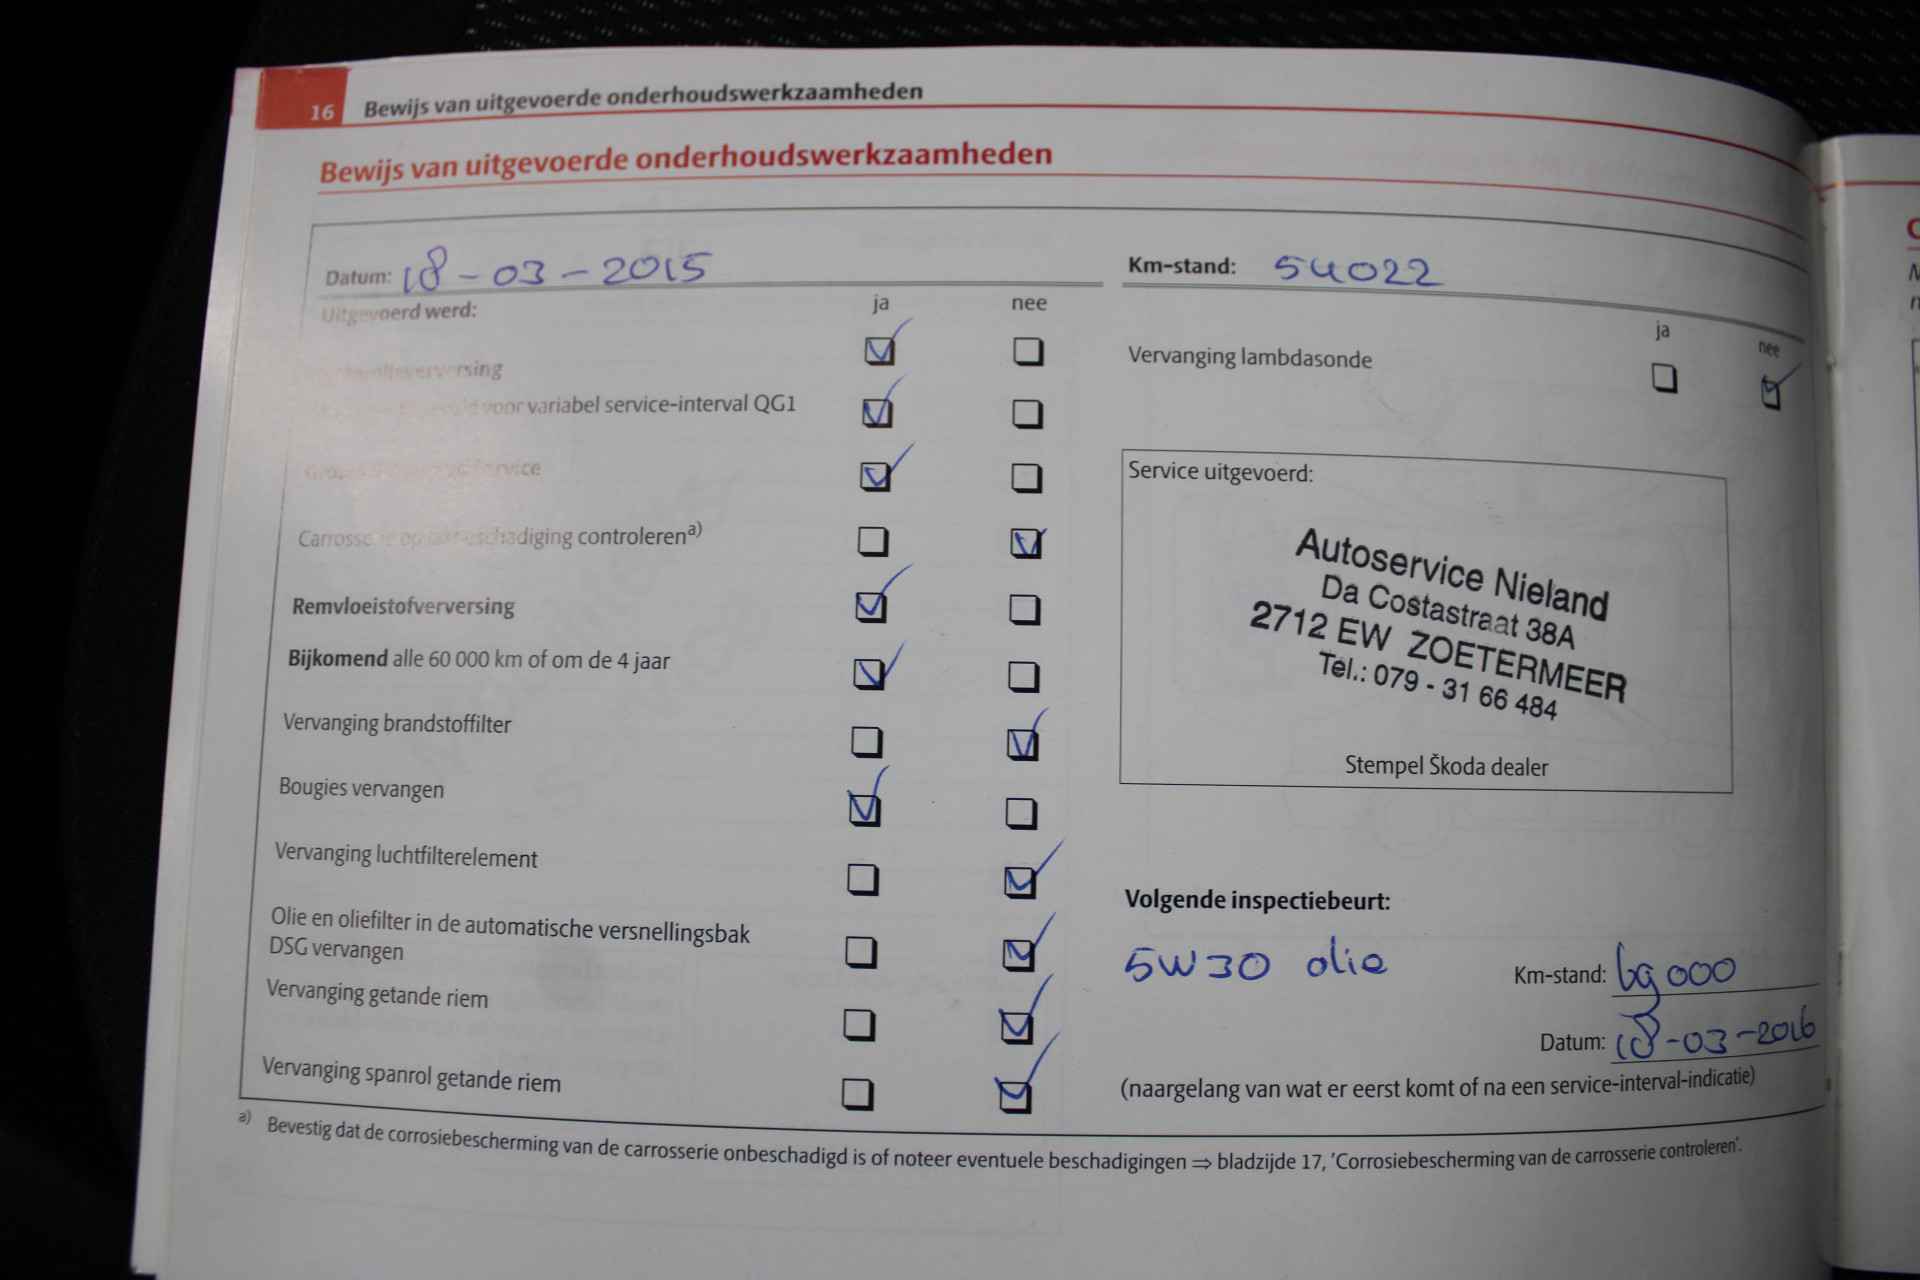 16 Bewijs van uitgevoerde onderhoudswerkzaamheden
Bewijs van uitgevoerde onderhoudswerkzaamheden
Datum: 18-03-2015
Uitgevoerd werd:
ja nee
voor variabel service-interval QG1
Service
Carrosserie op lakbeschadiging controleren a)
Remvloeistofverversing
Bijkomend alle 60 000 km of om de 4 jaar
Vervanging brandstoffilter
Bougies vervangen
Vervanging luchtfilterelement
Olie en oliefilter in de automatische versnellingsbak
DSG vervangen
Vervanging getande riem
Vervanging spanrol getande riem
Km-stand: 54022
ja nee
Vervanging lambdasonde
Service uitgevoerd:
Autoservice Nieland
Da Costastraat 38A
2712 EW ZOETERMEER
Tel.: 079 - 31 66 484
Stempel Škoda dealer
Volgende inspectiebeurt:
5W30 olie
Km-stand: 69000
Datum: 18-03-2016
(naargelang van wat er eerst komt of na een service-interval-indicatie)
a) Bevestig dat de corrosiebescherming van de carrosserie onbeschadigd is of noteer eventuele beschadigingen ⇒ bladzijde 17, 'Corrosiebescherming van de carrosserie controleren'.